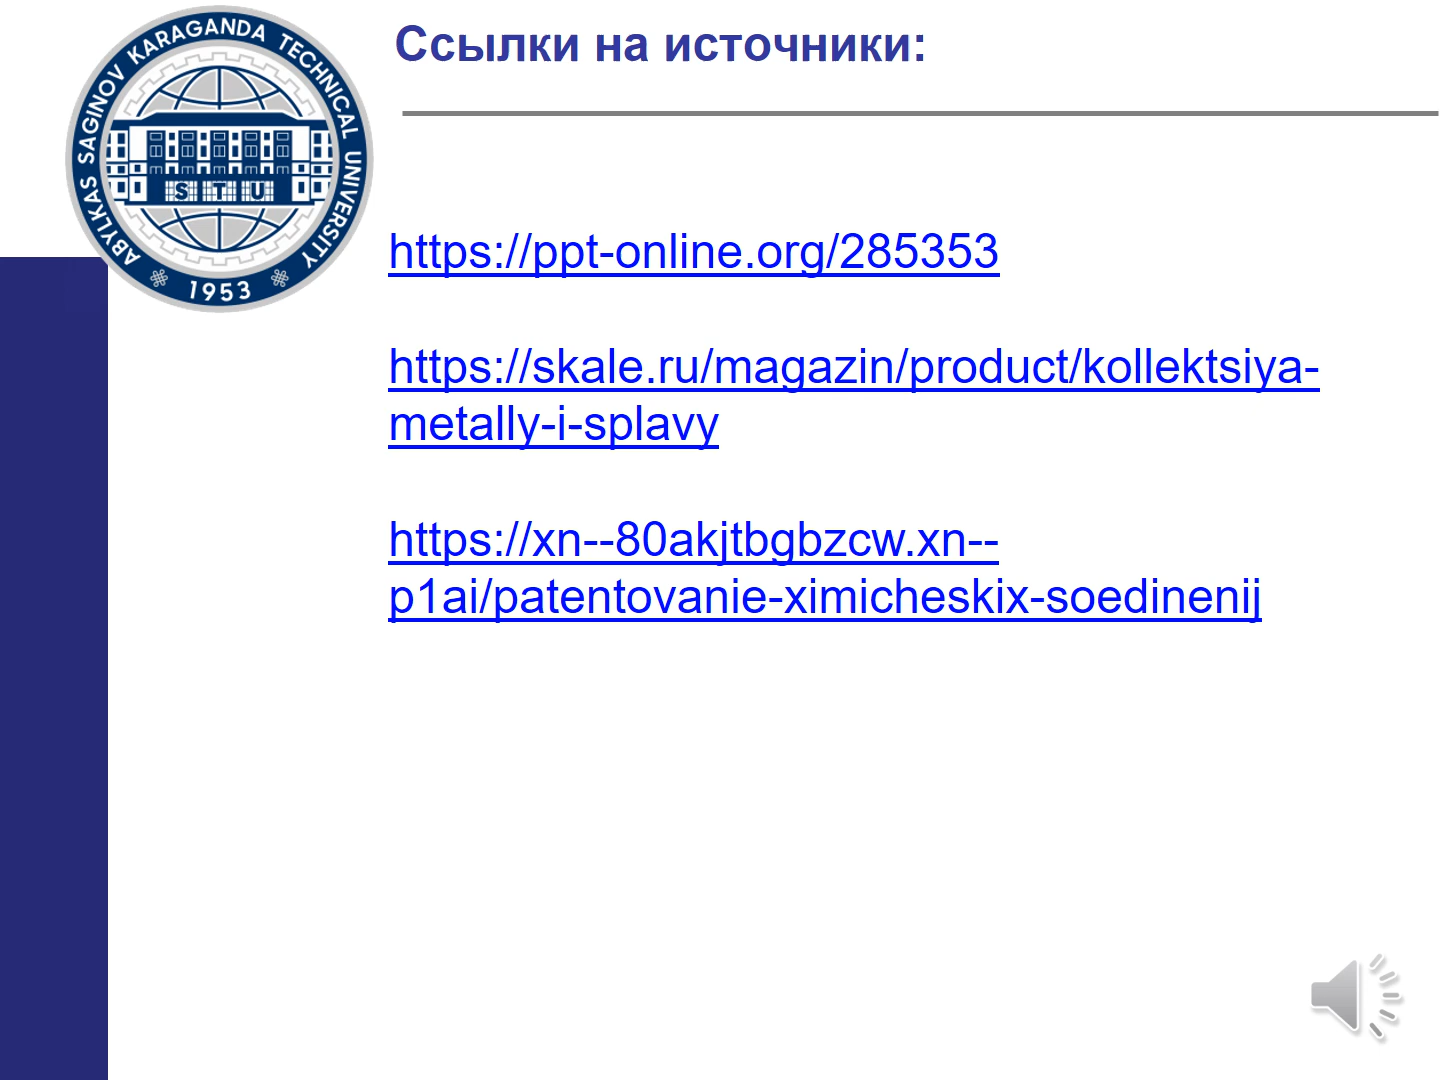 ABYLKAS SAGINOV KARAGANDA TECHNICAL UNIVERSITY
STU
1953
Ссылки на источники:
https://ppt-online.org/285353
https://skale.ru/magazin/product/kollektsiya-
metally-i-splavy
https://xn--80akjtbgbzcw.xn--
p1ai/patentovanie-ximicheskix-soedinenij